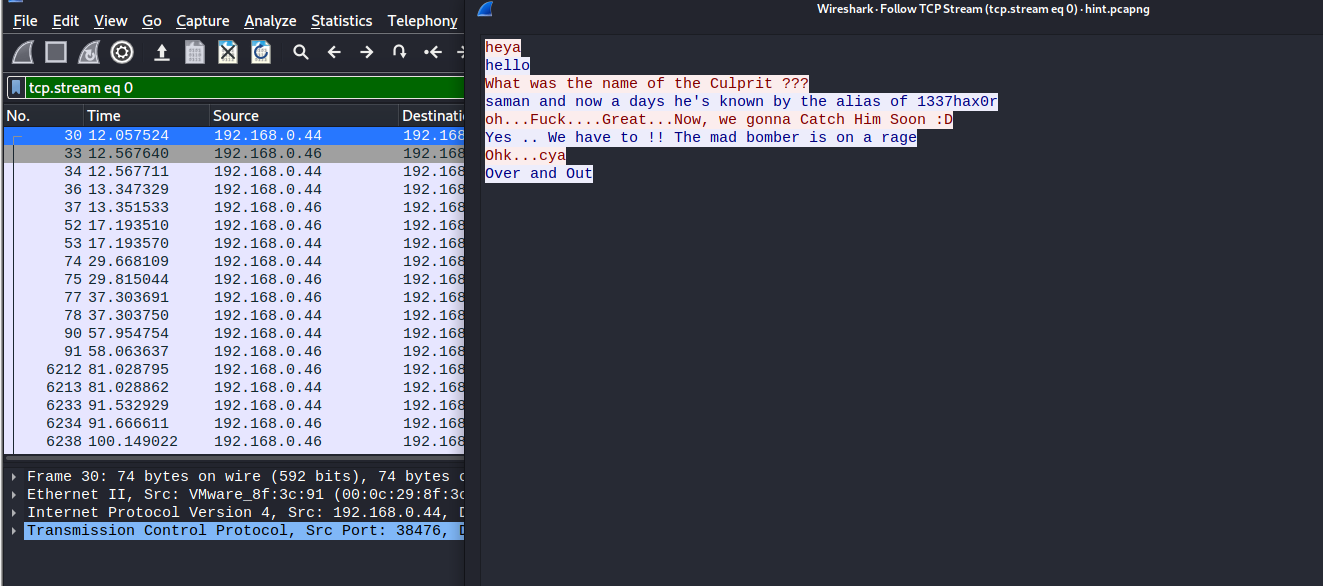 File Edit View Go Capture Analyze Statistics Telephony
Wireshark · Follow TCP Stream (tcp.stream eq 0) · hint.pcapng
tcp.stream eq 0
No. Time Source Destinati
30 12.057524 192.168.0.44 192.168
33 12.567640 192.168.0.46 192.168
34 12.567711 192.168.0.44 192.168
36 13.347329 192.168.0.44 192.168
37 13.351533 192.168.0.46 192.168
52 17.193510 192.168.0.46 192.168
53 17.193570 192.168.0.44 192.168
74 29.668109 192.168.0.44 192.168
75 29.815044 192.168.0.46 192.168
77 37.303691 192.168.0.46 192.168
78 37.303750 192.168.0.44 192.168
90 57.954754 192.168.0.44 192.168
91 58.063637 192.168.0.46 192.168
6212 81.028795 192.168.0.46 192.168
6213 81.028862 192.168.0.44 192.168
6233 91.532929 192.168.0.44 192.168
6234 91.666611 192.168.0.46 192.168
6238 100.149022 192.168.0.46 192.168
Frame 30: 74 bytes on wire (592 bits), 74 bytes
Ethernet II, Src: VMware_8f:3c:91 (00:0c:29:8f:3c
Internet Protocol Version 4, Src: 192.168.0.44, D
Transmission Control Protocol, Src Port: 38476, D
heya
hello
What was the name of the Culprit ???
saman and now a days he's known by the alias of 1337hax0r
oh...Fuck....Great...Now, we gonna Catch Him Soon :D
Yes .. We have to !! The mad bomber is on a rage
Ohk...cya
Over and Out